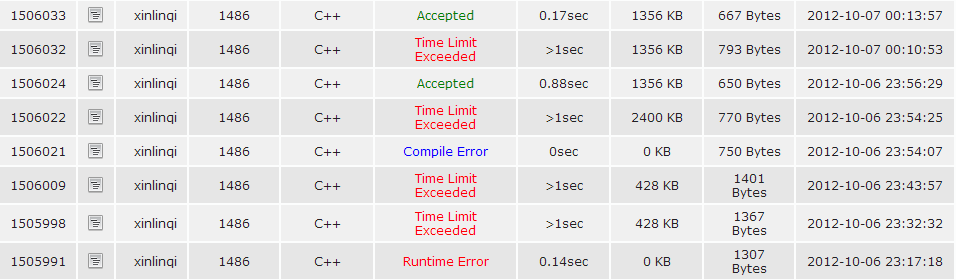 1506033 xinlinqi 1486 C++ Accepted 0.17sec 1356 KB 667 Bytes 2012-10-07 00:13:57
1506032 xinlinqi 1486 C++ Time Limit Exceeded >1sec 1356 KB 793 Bytes 2012-10-07 00:10:53
1506024 xinlinqi 1486 C++ Accepted 0.88sec 1356 KB 650 Bytes 2012-10-06 23:56:29
1506022 xinlinqi 1486 C++ Time Limit Exceeded >1sec 2400 KB 770 Bytes 2012-10-06 23:54:25
1506021 xinlinqi 1486 C++ Compile Error 0sec 0 KB 750 Bytes 2012-10-06 23:54:07
1506009 xinlinqi 1486 C++ Time Limit Exceeded >1sec 428 KB 1401 Bytes 2012-10-06 23:43:57
1505998 xinlinqi 1486 C++ Time Limit Exceeded >1sec 428 KB 1367 Bytes 2012-10-06 23:32:32
1505991 xinlinqi 1486 C++ Runtime Error 0.14sec 0 KB 1307 Bytes 2012-10-06 23:17:18